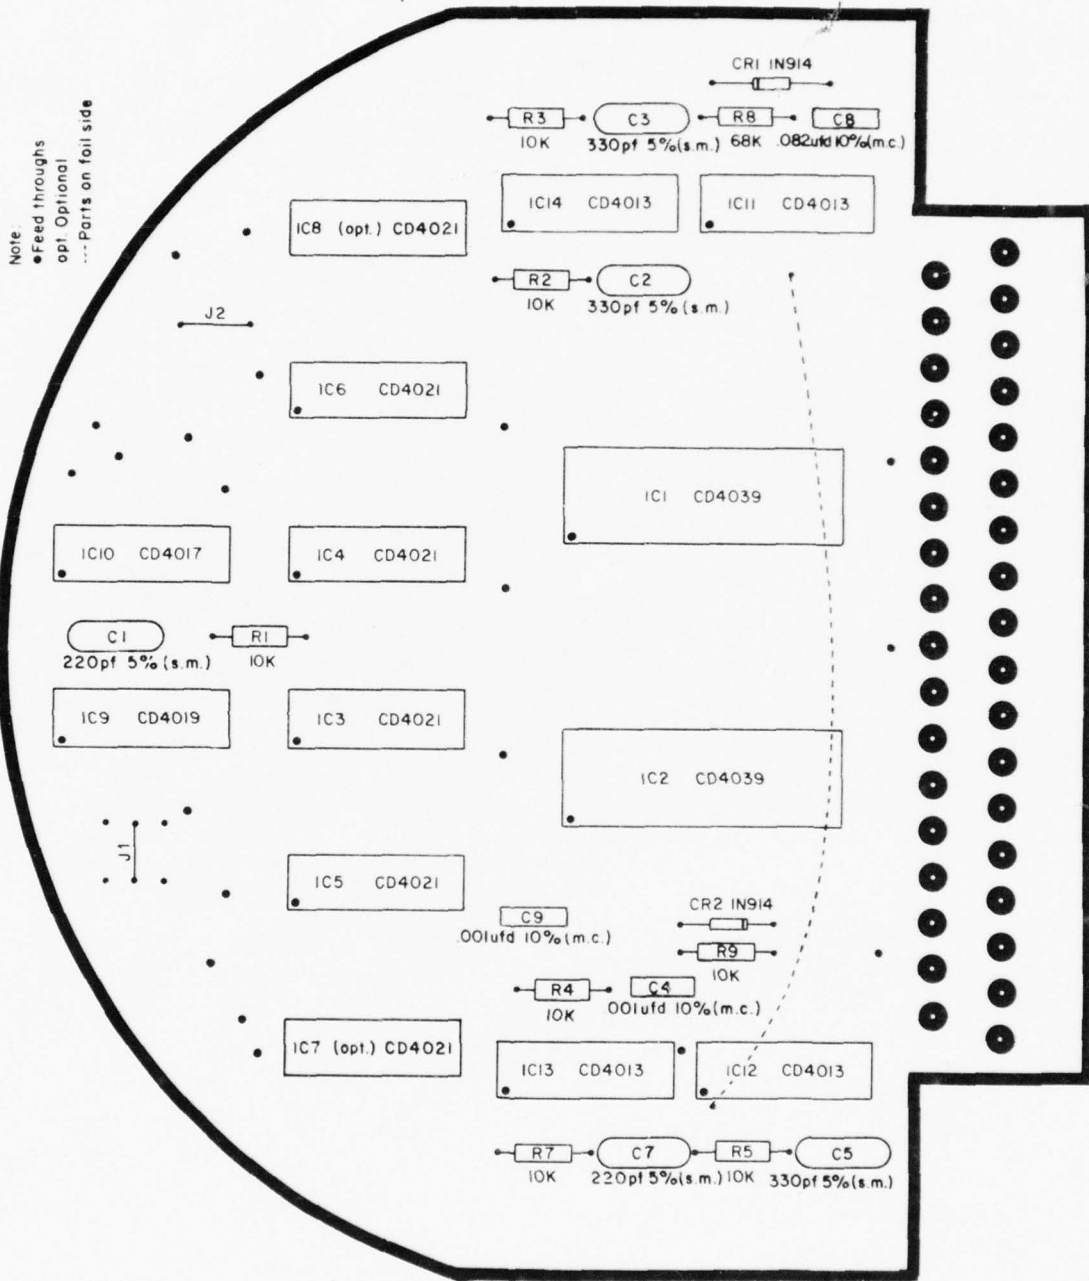 Note:
●Feed throughs
opt. Optional
--- Parts on foil side
CR1 IN914
R3
10K
C3
330pf 5%(s.m.)
R8
68K
C8
.082ufd 10%(m.c.)
IC14 CD4013
IC11 CD4013
IC8 (opt.) CD4021
R2
10K
C2
330pf 5%(s.m.)
J2
IC6 CD4021
IC1 CD4039
IC10 CD4017
IC4 CD4021
C1
220pf 5%(s.m.)
R1
10K
IC9 CD4019
IC3 CD4021
IC2 CD4039
J1
IC5 CD4021
C9
.001ufd 10%(m.c.)
CR2 IN914
R9
10K
R4
10K
C4
.001ufd 10%(m.c.)
IC7 (opt.) CD4021
IC13 CD4013
IC12 CD4013
R7
10K
C7
220pf 5%(s.m.)
R5
10K
C5
330pf 5%(s.m.)